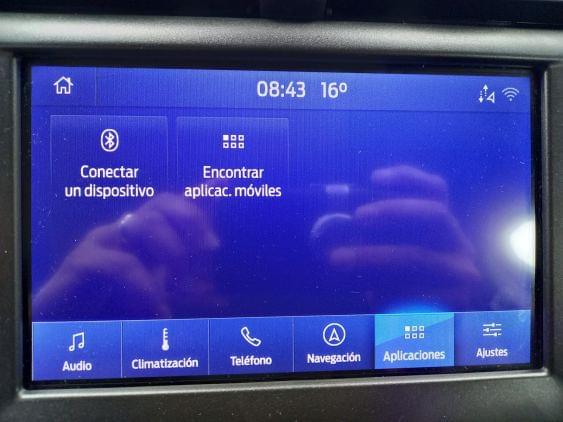 08:43 16º
Conectar
un dispositivo
Encontrar
aplicac. móviles
Audio
Climatización
Teléfono
Navegación
Aplicaciones
Ajustes